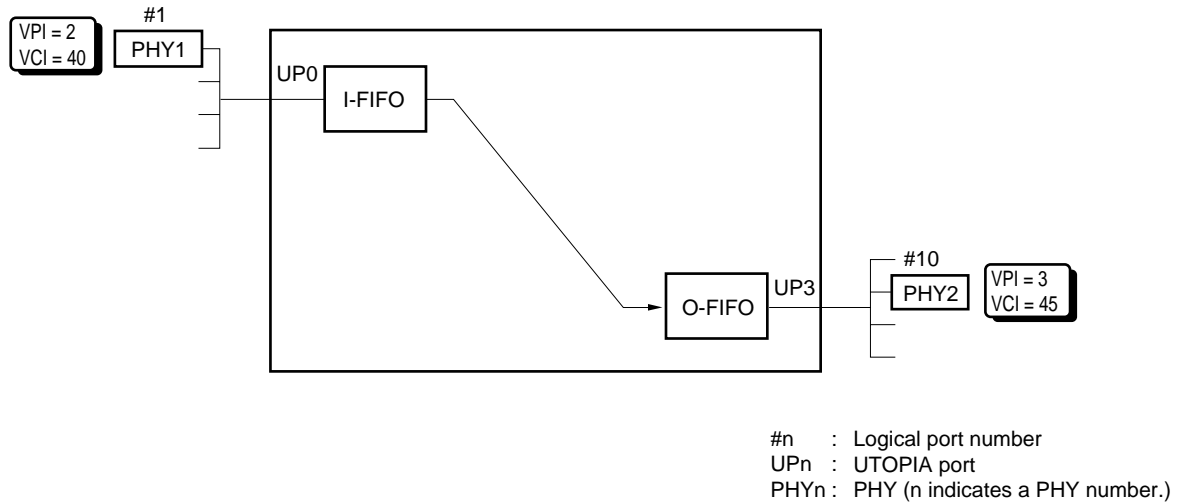 #1
VPI = 2
VCI = 40
PHY1
UP0
I-FIFO
O-FIFO
UP3
#10
PHY2
VPI = 3
VCI = 45
#n : Logical port number
UPn : UTOPIA port
PHYn : PHY (n indicates a PHY number.)